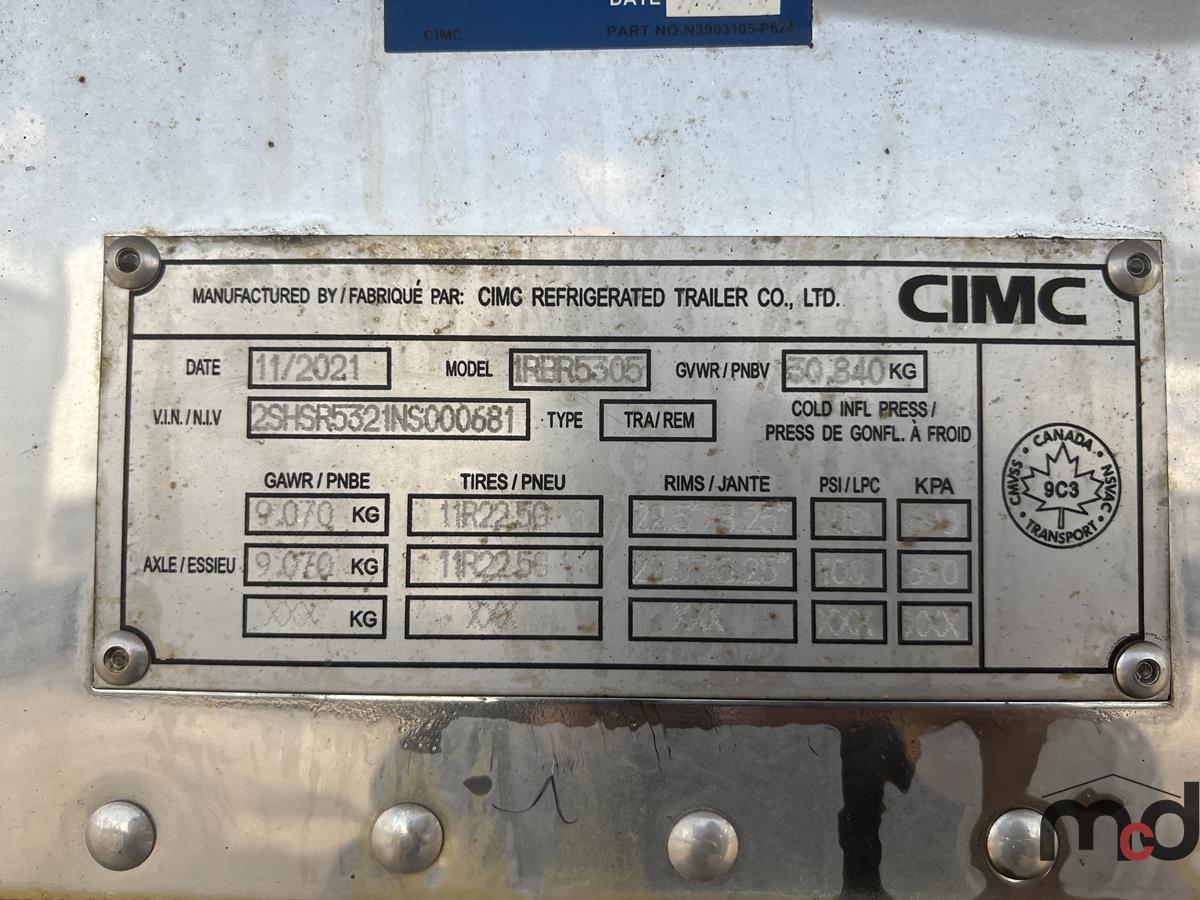 DATE
CIMC PART NO.N3903105-P624
MANUFACTURED BY / FABRIQUÉ PAR: CIMC REFRIGERATED TRAILER CO., LTD. CIMC
DATE 11/2021 MODEL 1RBR5305 GVWR / PNBV 30,840 KG
V.I.N. / N.I.V 2SHSR5321NS000681 TYPE TRA / REM
COLD INFL PRESS /
PRESS DE GONFL. À FROID
GAWR / PNBE TIRES / PNEU RIMS / JANTE PSI / LPC KPA
9.070 KG 11R22.5G
AXLE / ESSIEU 9.070 KG 11R22.5G 100 690
XXX KG XXX XXX XXX XXX
CANADA
CMVSS NSVAC
9C3
TRANSPORT
mcd